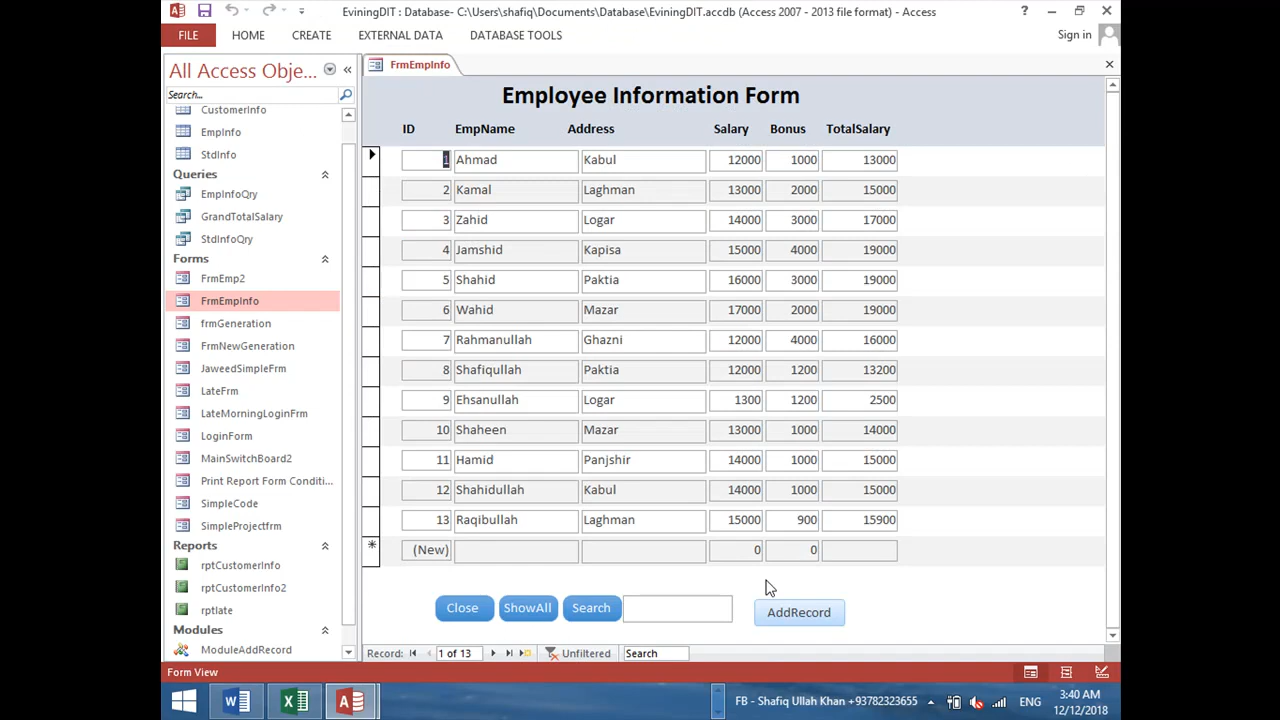 EviningDIT : Database- C:\Users\shafiq\Documents\Database\EviningDIT.accdb (Access 2007 - 2013 file format) - Access
FILE HOME CREATE EXTERNAL DATA DATABASE TOOLS Sign in
All Access Obje... «
Search...
CustomerInfo
EmpInfo
StdInfo
Queries
EmpInfoQry
GrandTotalSalary
StdInfoQry
Forms
FrmEmp2
FrmEmpInfo
frmGeneration
FrmNewGeneration
JaweedSimpleFrm
LateFrm
LateMorningLoginFrm
LoginForm
MainSwitchBoard2
Print Report Form Conditi...
SimpleCode
SimpleProjectfrm
Reports
rptCustomerInfo
rptCustomerInfo2
rptlate
Modules
ModuleAddRecord
FrmEmpInfo
Employee Information Form
ID EmpName Address Salary Bonus TotalSalary
1 Ahmad Kabul 12000 1000 13000
2 Kamal Laghman 13000 2000 15000
3 Zahid Logar 14000 3000 17000
4 Jamshid Kapisa 15000 4000 19000
5 Shahid Paktia 16000 3000 19000
6 Wahid Mazar 17000 2000 19000
7 Rahmanullah Ghazni 12000 4000 16000
8 Shafiqullah Paktia 12000 1200 13200
9 Ehsanullah Logar 1300 1200 2500
10 Shaheen Mazar 13000 1000 14000
11 Hamid Panjshir 14000 1000 15000
12 Shahidullah Kabul 14000 1000 15000
13 Raqibullah Laghman 15000 900 15900
* (New) 0 0
Close ShowAll Search AddRecord
Record: 1 of 13 Unfiltered Search
Form View
FB - Shafiq Ullah Khan +93782323655 ENG 3:40 AM
12/12/2018